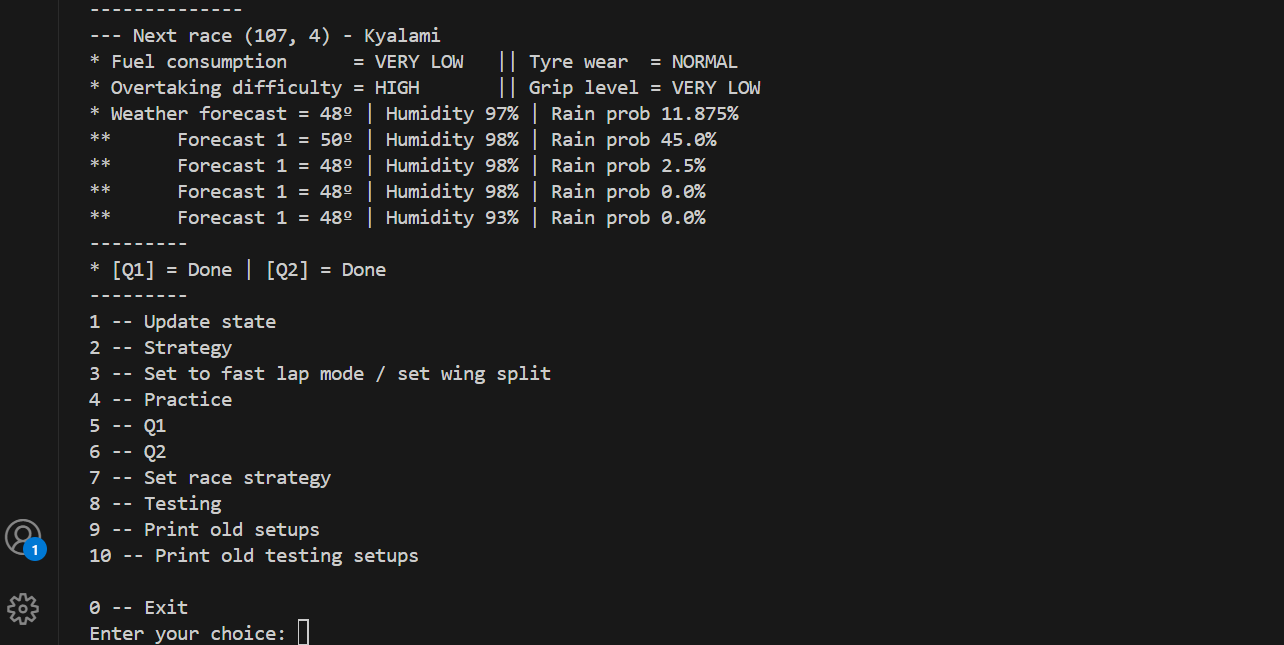 --------------
--- Next race (107, 4) - Kyalami
* Fuel consumption      = VERY LOW   || Tyre wear  = NORMAL
* Overtaking difficulty = HIGH       || Grip level = VERY LOW
* Weather forecast = 48º | Humidity 97% | Rain prob 11.875%
**      Forecast 1 = 50º | Humidity 98% | Rain prob 45.0%
**      Forecast 1 = 48º | Humidity 98% | Rain prob 2.5%
**      Forecast 1 = 48º | Humidity 98% | Rain prob 0.0%
**      Forecast 1 = 48º | Humidity 93% | Rain prob 0.0%
---------
* [Q1] = Done | [Q2] = Done
---------
1 -- Update state
2 -- Strategy
3 -- Set to fast lap mode / set wing split
4 -- Practice
5 -- Q1
6 -- Q2
7 -- Set race strategy
8 -- Testing
9 -- Print old setups
10 -- Print old testing setups
0 -- Exit
Enter your choice:
1